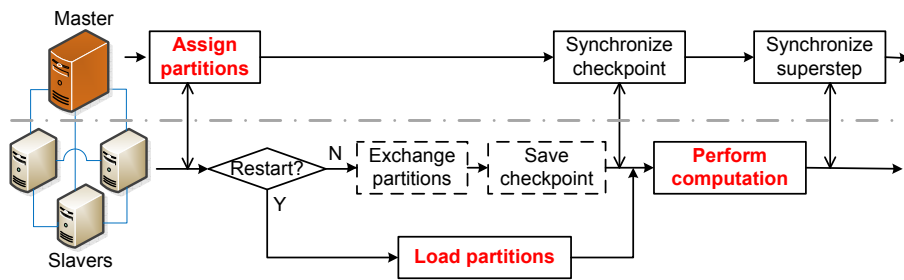 Master
Assign
partitions
Synchronize
checkpoint
Synchronize
superstep
Restart?
N
Y
Exchange
partitions
Save
checkpoint
Perform
computation
Load partitions
Slavers